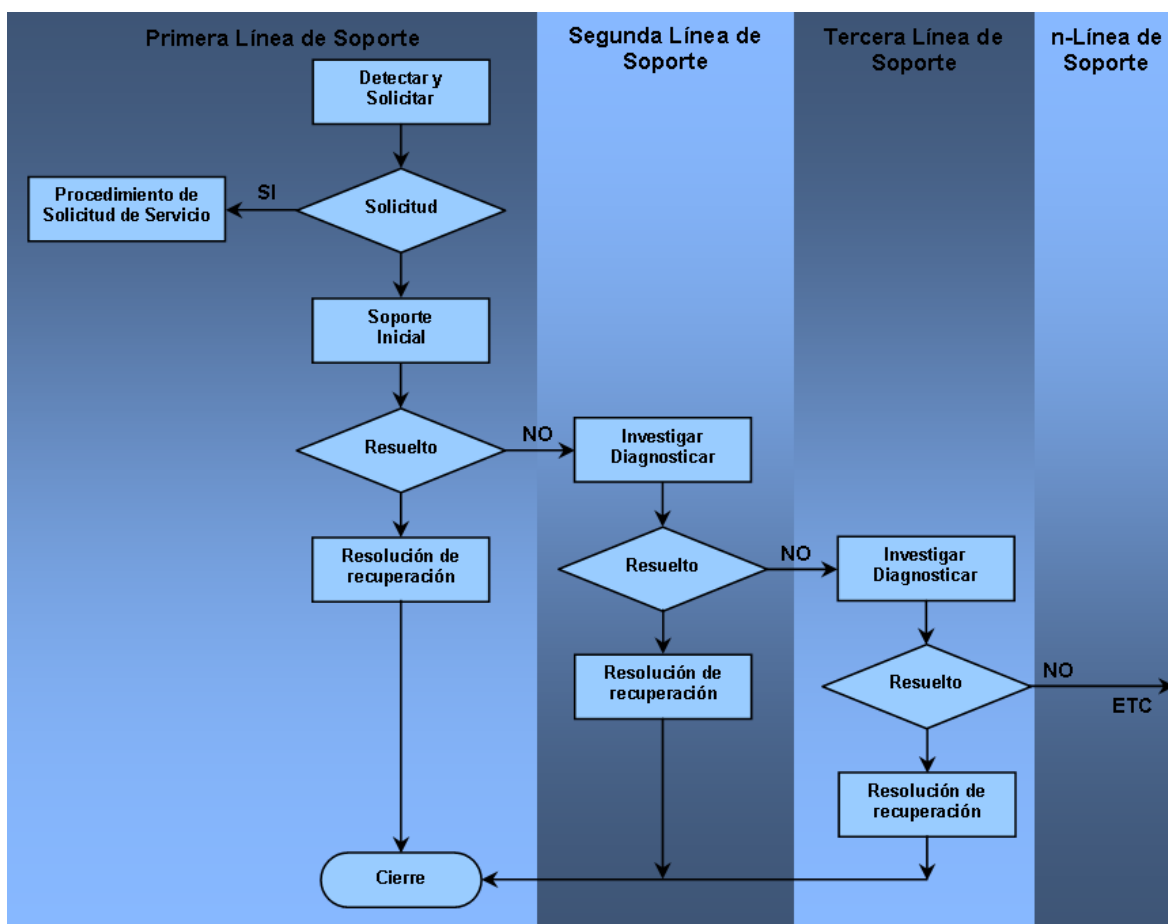 Primera Línea de Soporte
Segunda Línea de
Soporte
Tercera Línea de
Soporte
n-Línea de
Soporte
Detectar y
Solicitar
Procedimiento de
Solicitud de Servicio
SI
Solicitud
Soporte
Inicial
Resuelto
NO
Investigar
Diagnosticar
Resolución de
recuperación
Resuelto
NO
Investigar
Diagnosticar
Resolución de
recuperación
Resuelto
NO
ETC
Resolución de
recuperación
Cierre